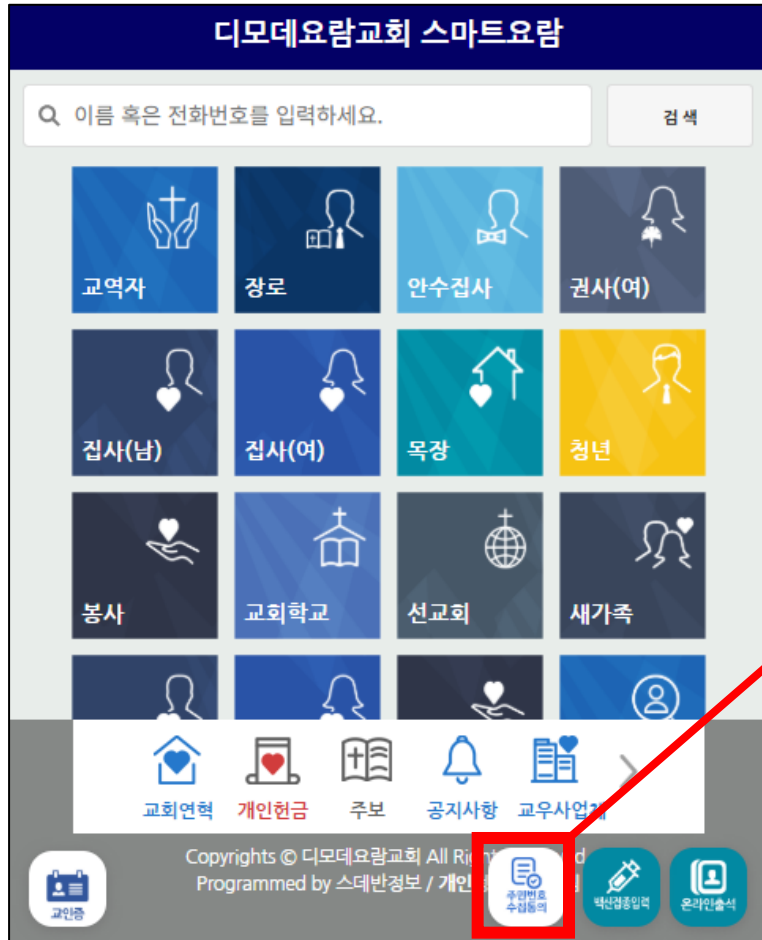 디모데요람교회 스마트요람
이름 혹은 전화번호를 입력하세요.
검색
교역자 장로 안수집사 권사(여)
집사(남) 집사(여) 목장 청년
봉사 교회학교 선교회 새가족
교회연혁 개인헌금 주보 공지사항 교우사업체
Copyrights © 디모데요람교회 All
Programmed by 스데반정보 / 개인
교인증
주민번호
수집동의
백신접종입력
온라인출석